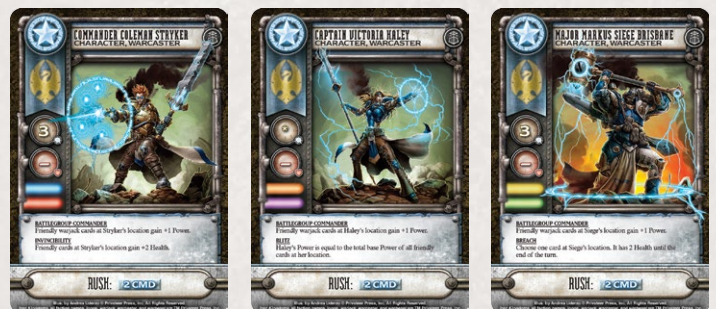 COMMANDER COLEMAN STRYKER
CHARACTER, WARCASTER
3
BATTLEGROUP COMMANDER
Friendly warjack cards at Stryker's location gain +1 Power.
INVINCIBILITY
Friendly cards at Stryker's location gain +2 Health.
RUSH: 2 CMD
CAPTAIN VICTORIA HALEY
CHARACTER, WARCASTER
BATTLEGROUP COMMANDER
Friendly warjack cards at Haley's location gain +1 Power.
BLITZ
Haley's Power is equal to the total base Power of all friendly
cards at her location.
RUSH: 2 CMD
MAJOR MARKUS SIEGE BRISBANE
CHARACTER, WARCASTER
3
BATTLEGROUP COMMANDER
Friendly warjack cards at Siege's location gain +1 Power.
BREACH
Choose one card at Siege's location. It has 2 Health until the
end of the turn.
RUSH: 2 CMD